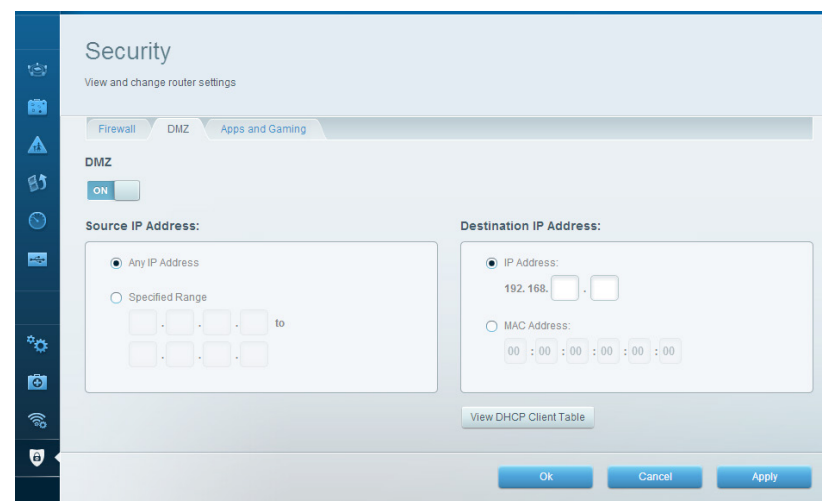 Security
View and change router settings
Firewall DMZ Apps and Gaming
DMZ
ON
Source IP Address:
Any IP Address
Specified Range
. . . to
. . .
Destination IP Address:
IP Address:
192. 168. .
MAC Address:
00 : 00 : 00 : 00 : 00 : 00
View DHCP Client Table
Ok Cancel Apply